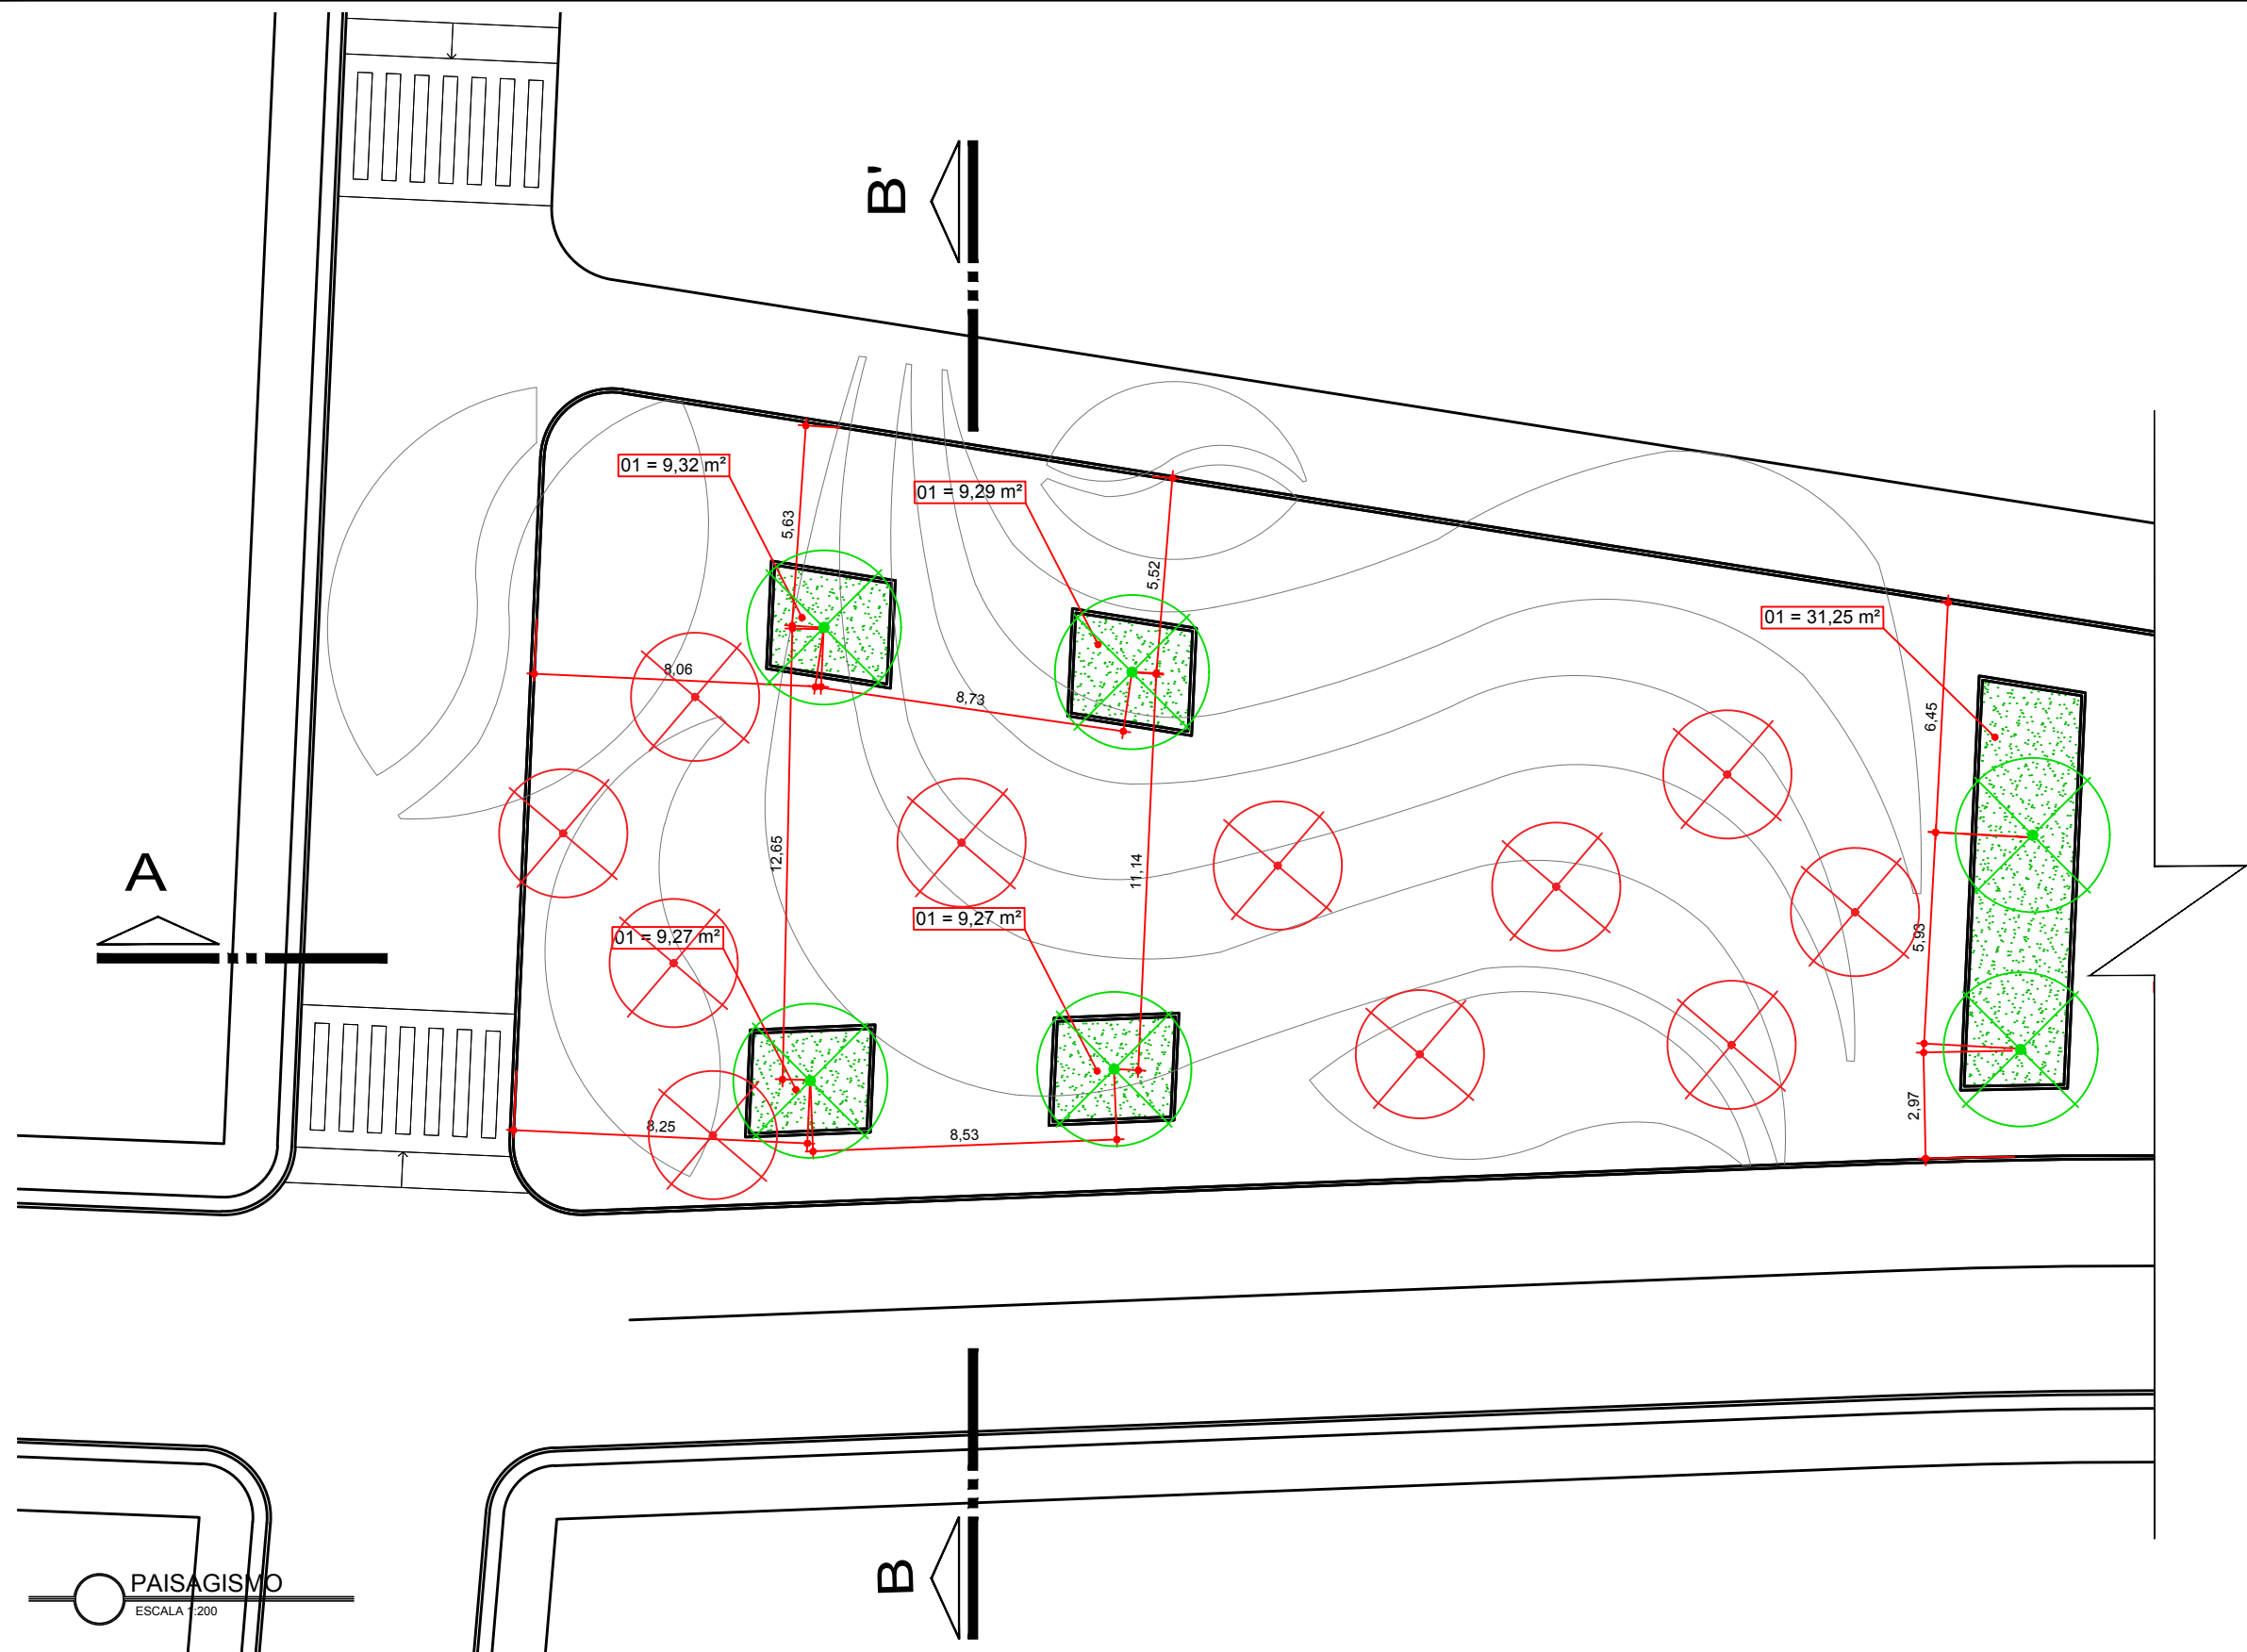 B'
01 = 9,32 m²
01 = 9,29 m²
5,63
5,52
01 = 31,25 m²
8,06
8,73
6,45
12,65
11,14
A
01 = 9,27 m²
01 = 9,27 m²
5,93
2,97
8,25
8,53
B
PAISAGISMO
ESCALA 1:200